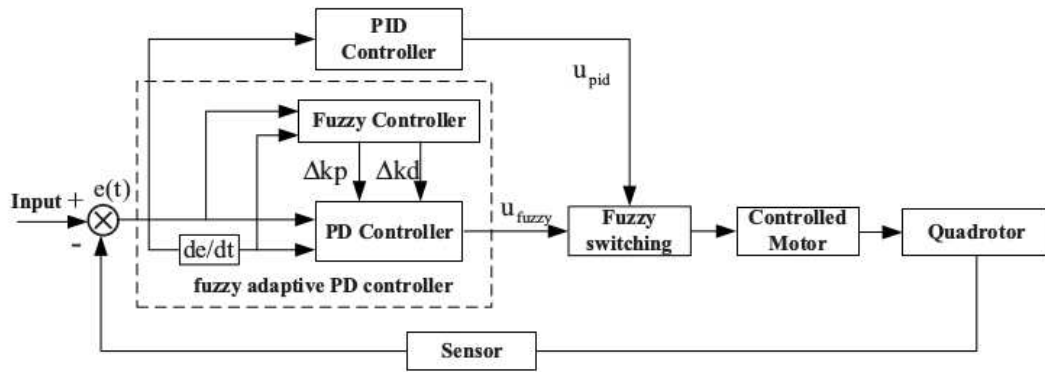 PID
Controller
u_pid
Fuzzy Controller
Δkp
Δkd
Input
+
e(t)
-
PD Controller
u_fuzzy
Fuzzy
switching
Controlled
Motor
Quadrotor
de/dt
fuzzy adaptive PD controller
Sensor